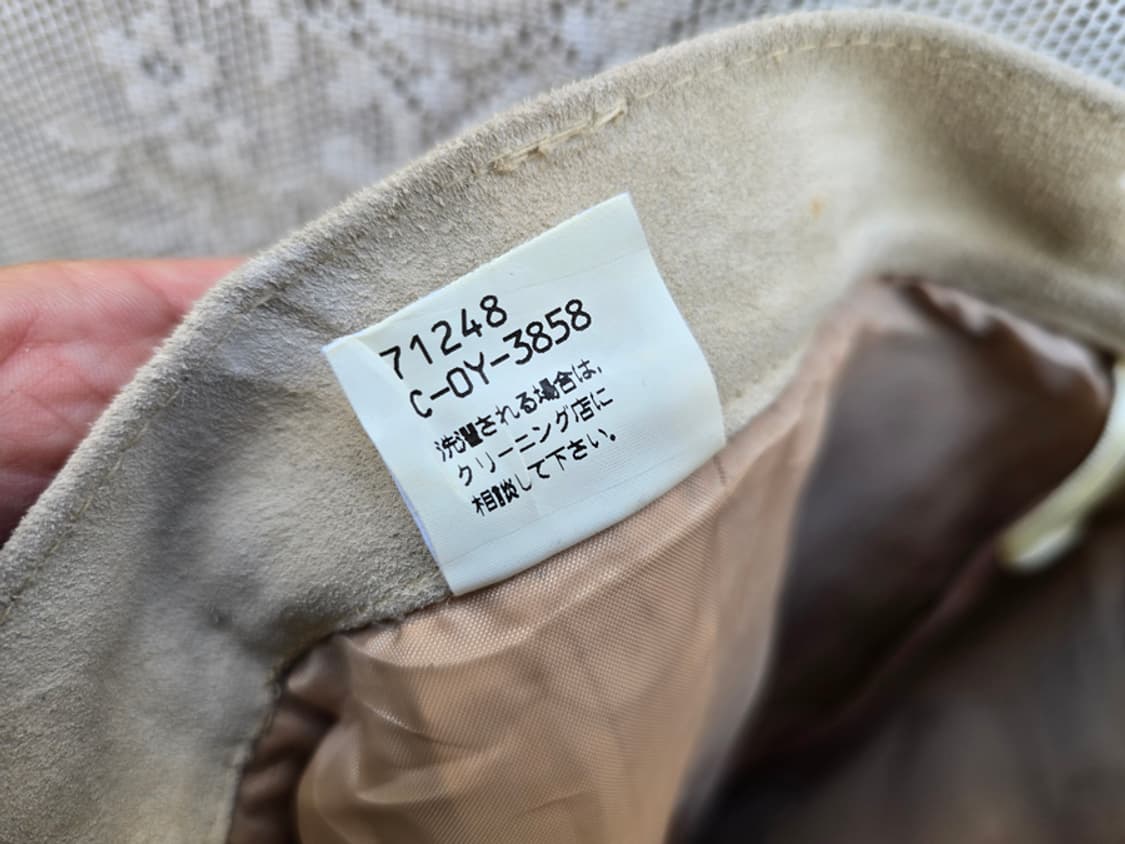 71248
C-OY-3858
洗濯される場合は,
クリーニング店に
相談して下さい。